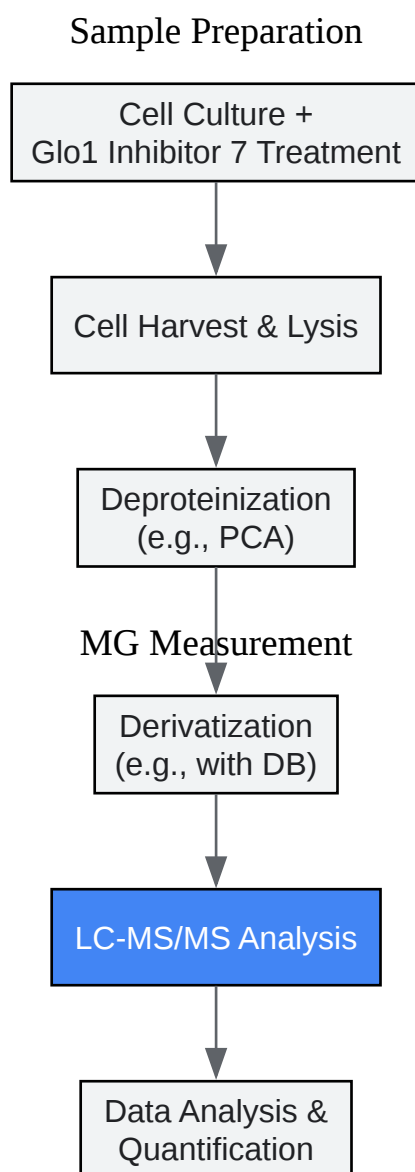 Sample Preparation
Cell Culture +
Glo1 Inhibitor 7 Treatment
Cell Harvest & Lysis
Deproteinization
(e.g., PCA)
MG Measurement
Derivatization
(e.g., with DB)
LC-MS/MS Analysis
Data Analysis &
Quantification